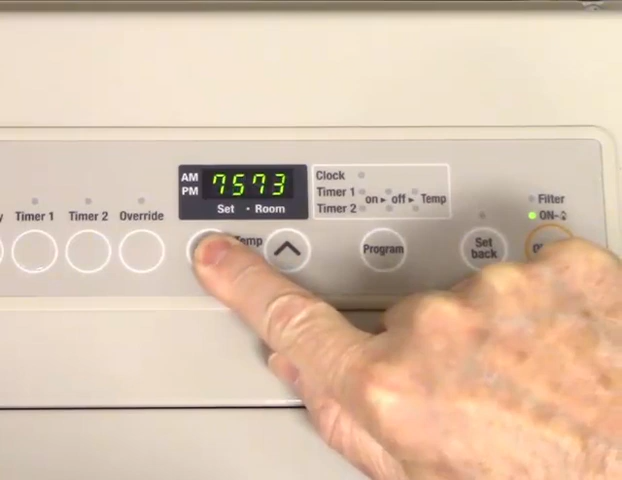 AM
PM
7573
Set · Room
Clock
Timer 1
Timer 2
on ▸ off ▸ Temp
Timer 1
Timer 2
Override
Temp
Program
Set
back
Filter
ON-